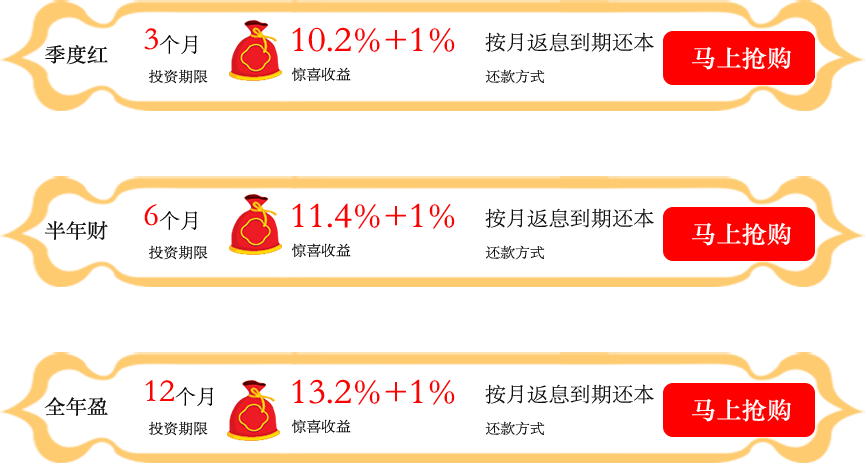 季度红
3个月
投资期限
10.2%+1%
惊喜收益
按月返息到期还本
还款方式
马上抢购
半年财
6个月
投资期限
11.4%+1%
惊喜收益
按月返息到期还本
还款方式
马上抢购
全年盈
12个月
投资期限
13.2%+1%
惊喜收益
按月返息到期还本
还款方式
马上抢购